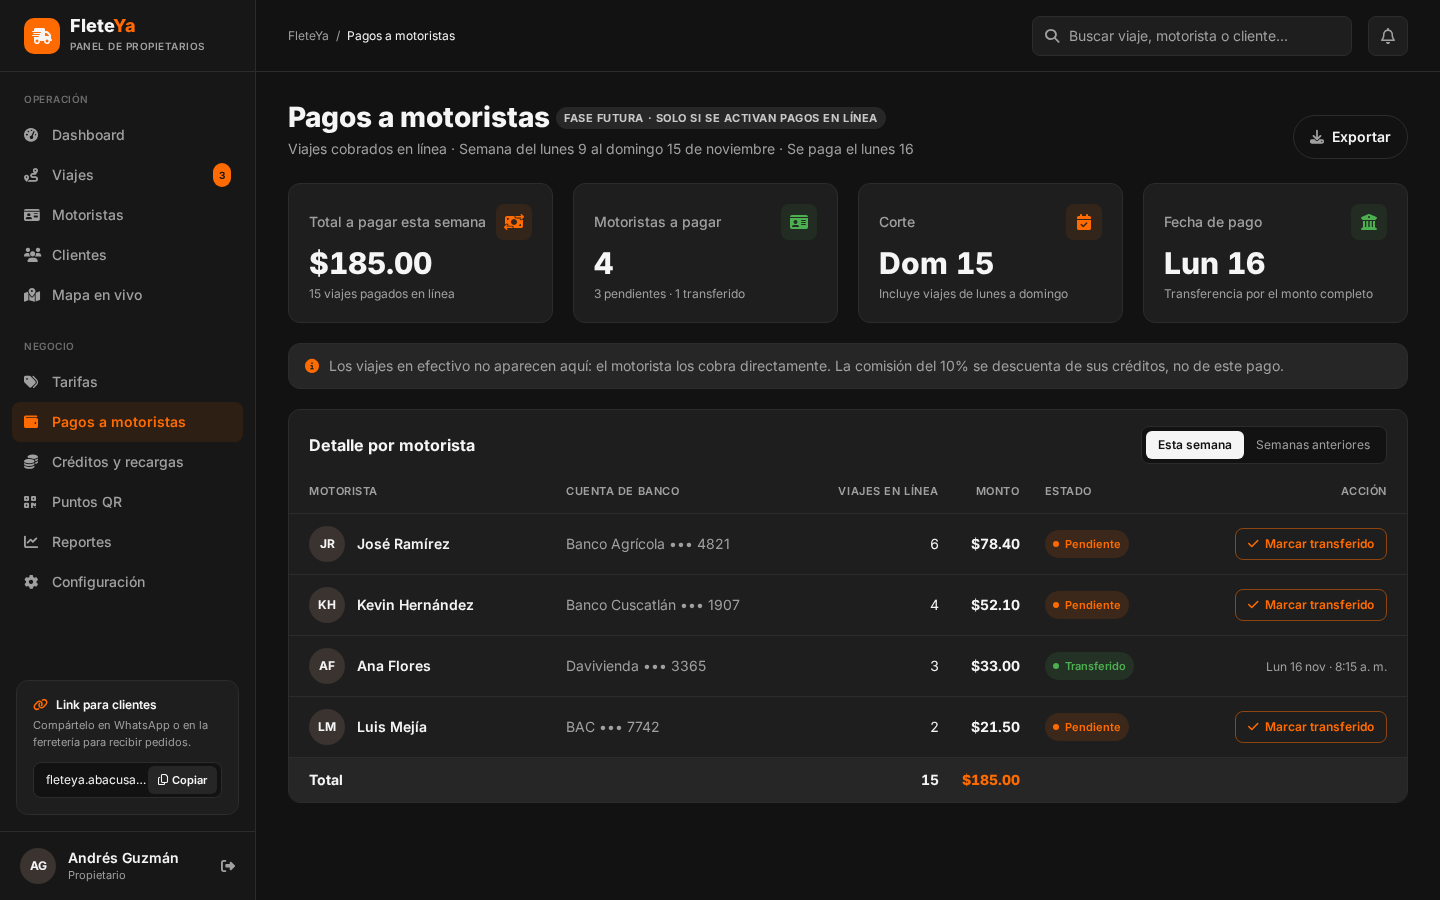 FleteYa
PANEL DE PROPIETARIOS
OPERACIÓN
Dashboard
Viajes
3
Motoristas
Clientes
Mapa en vivo
NEGOCIO
Tarifas
Pagos a motoristas
Créditos y recargas
Puntos QR
Reportes
Configuración
Link para clientes
Compártelo en WhatsApp o en la
ferretería para recibir pedidos.
fleteya.abacusa...
Copiar
AG
Andrés Guzmán
Propietario
FleteYa / Pagos a motoristas
Buscar viaje, motorista o cliente...
Pagos a motoristas
FASE FUTURA · SOLO SI SE ACTIVAN PAGOS EN LÍNEA
Viajes cobrados en línea · Semana del lunes 9 al domingo 15 de noviembre · Se paga el lunes 16
Exportar
Total a pagar esta semana
$185.00
15 viajes pagados en línea
Motoristas a pagar
4
3 pendientes · 1 transferido
Corte
Dom 15
Incluye viajes de lunes a domingo
Fecha de pago
Lun 16
Transferencia por el monto completo
Los viajes en efectivo no aparecen aquí: el motorista los cobra directamente. La comisión del 10% se descuenta de sus créditos, no de este pago.
Detalle por motorista
Esta semana
Semanas anteriores
MOTORISTA CUENTA DE BANCO VIAJES EN LÍNEA MONTO ESTADO ACCIÓN
JR José Ramírez Banco Agrícola ••• 4821 6 $78.40 Pendiente Marcar transferido
KH Kevin Hernández Banco Cuscatlán ••• 1907 4 $52.10 Pendiente Marcar transferido
AF Ana Flores Davivienda ••• 3365 3 $33.00 Transferido Lun 16 nov · 8:15 a. m.
LM Luis Mejía BAC ••• 7742 2 $21.50 Pendiente Marcar transferido
Total 15 $185.00